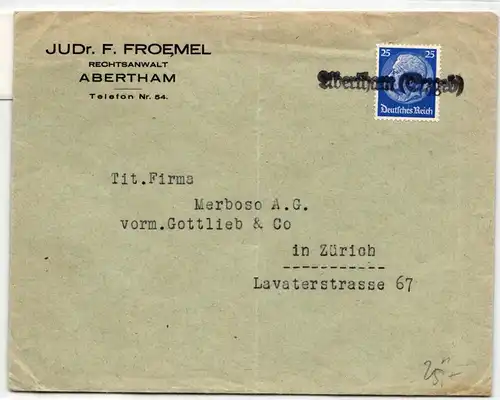 JUDr. F. FROEMEL
RECHTSANWALT
ABERTHAM
Telefon Nr. 54.
25 25
Abertham (Erzgeb)
Deutsches Reich
Tit.Firma
Merboso A.G.
vorm.Gottlieb & Co
in Zürich
Lavaterstrasse 67
25,-